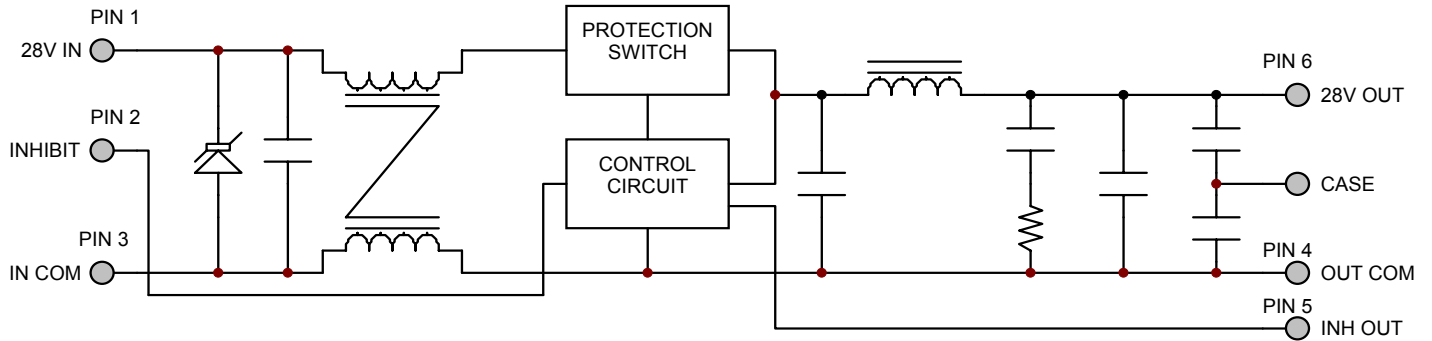 PIN 1
28V IN
PIN 2
INHIBIT
PIN 3
IN COM
PROTECTION
SWITCH
CONTROL
CIRCUIT
PIN 6
28V OUT
CASE
PIN 4
OUT COM
PIN 5
INH OUT